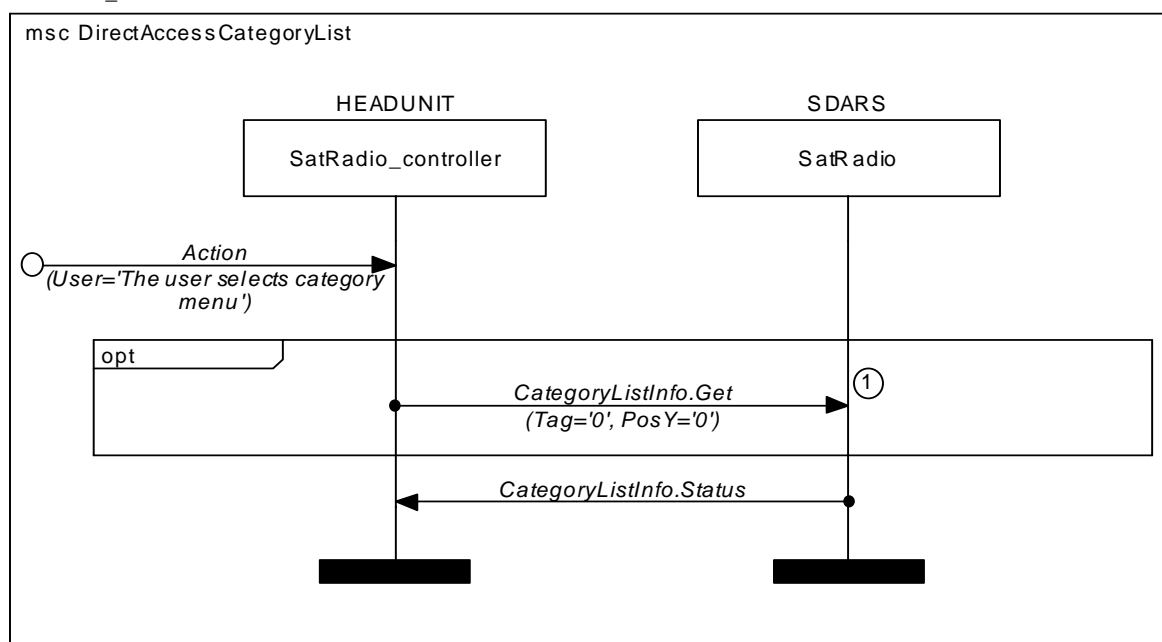 msc DirectAccessCategoryList
HEADUNIT
SDARS
SatRadio_controller
SatRadio
Action
(User='The user selects category
menu')
opt
1
CategoryListInfo.Get
(Tag='0', PosY='0')
CategoryListInfo.Status